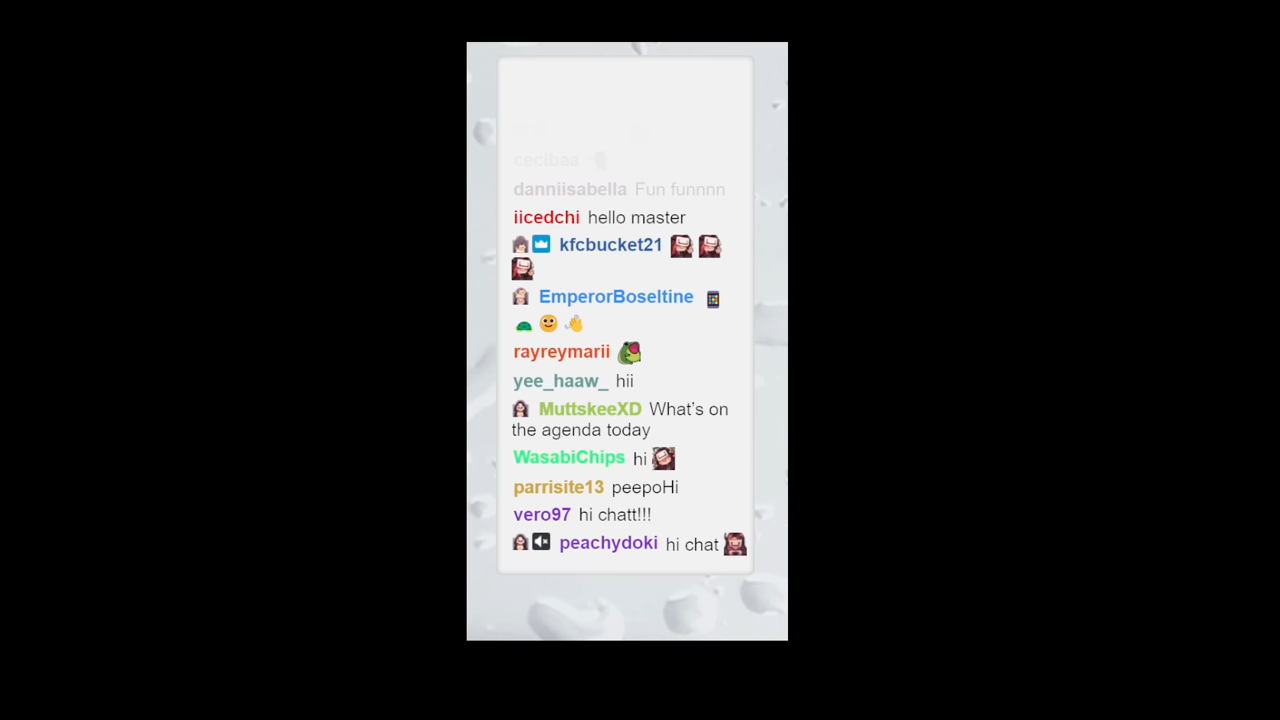 cecibas
danniisabella Fun funnnn
iicedchi hello master
kfcbucket21
EmperorBoseltine
rayreymarii
yee_haaw_ hii
MuttskeeXD What's on
the agenda today
WasabiChips hi
parrisite13 peepoHi
vero97 hi chatt!!!
peachydoki hi chat